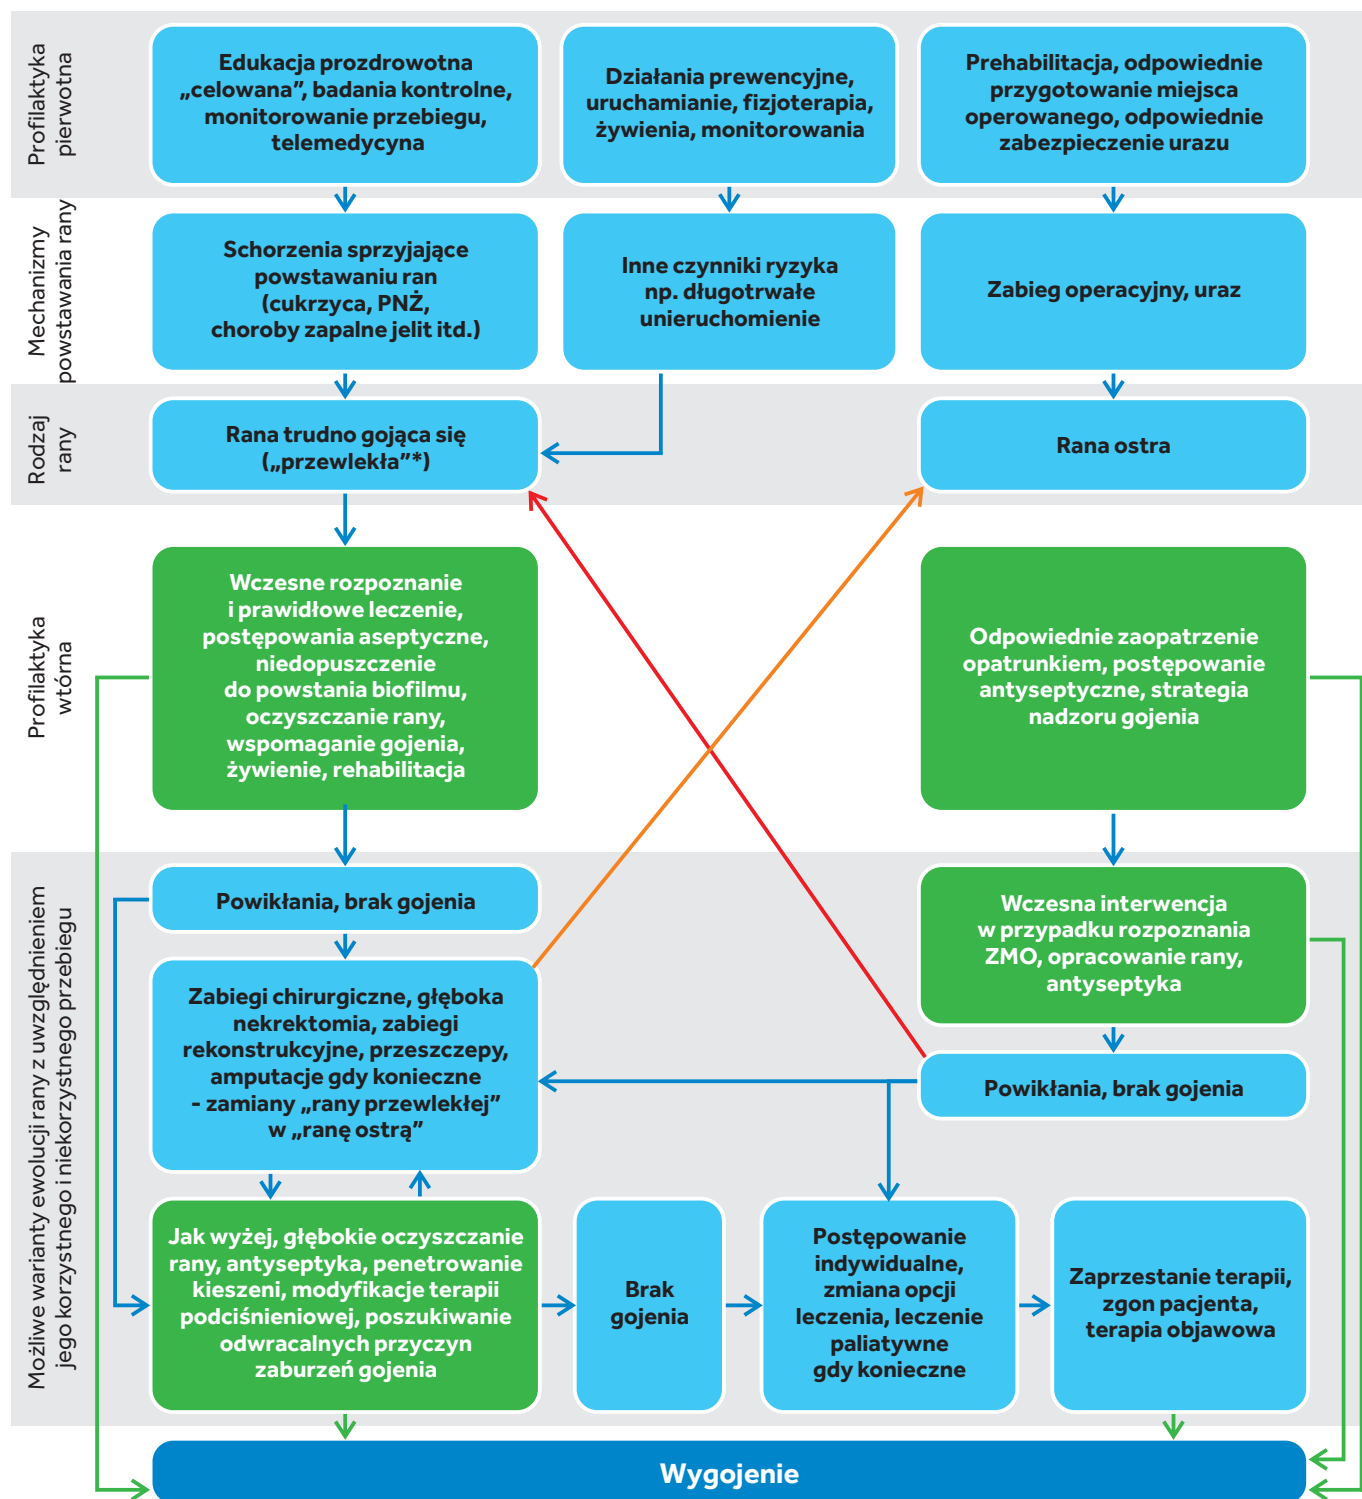 Profilaktyka
pierwotna
Edukacja prozdrowotna
„celowana”, badania kontrolne,
monitorowanie przebiegu,
telemedycyna
Działania prewencyjne,
uruchamianie, fizjoterapia,
żywienia, monitorowania
Prehabilitacja, odpowiednie
przygotowanie miejsca
operowanego, odpowiednie
zabezpieczenie urazu
Mechanizmy
powstawania rany
Schorzenia sprzyjające
powstawaniu ran
(cukrzyca, PNŻ,
choroby zapalne jelit itd.)
Inne czynniki ryzyka
np. długotrwałe
unieruchomienie
Zabieg operacyjny, uraz
Rodzaj
rany
Rana trudno gojąca się
(„przewlekła”*)
Rana ostra
Profilaktyka
wtórna
Wczesne rozpoznanie
i prawidłowe leczenie,
postępowania aseptyczne,
niedopuszczenie
do powstania biofilmu,
oczyszczanie rany,
wspomaganie gojenia,
żywienie, rehabilitacja
Odpowiednie zaopatrzenie
opatrunkiem, postępowanie
antyseptyczne, strategia
nadzoru gojenia
Możliwe warianty ewolucji rany z uwzględnieniem
jego korzystnego i niekorzystnego przebiegu
Powikłania, brak gojenia
Wczesna interwencja
w przypadku rozpoznania
ZMO, opracowanie rany,
antyseptyka
Zabiegi chirurgiczne, głęboka
nekrektomia, zabiegi
rekonstrukcyjne, przeszczepy,
amputacje gdy konieczne
- zamiany „rany przewlekłej”
w „ranę ostrą”
Powikłania, brak gojenia
Jak wyżej, głębokie oczyszczanie
rany, antyseptyka, penetrowanie
kieszeni, modyfikacje terapii
podciśnieniowej, poszukiwanie
odwracalnych przyczyn
zaburzeń gojenia
Brak
gojenia
Postępowanie
indywidualne,
zmiana opcji
leczenia, leczenie
paliatywne
gdy konieczne
Zaprzestanie terapii,
zgon pacjenta,
terapia objawowa
Wygojenie